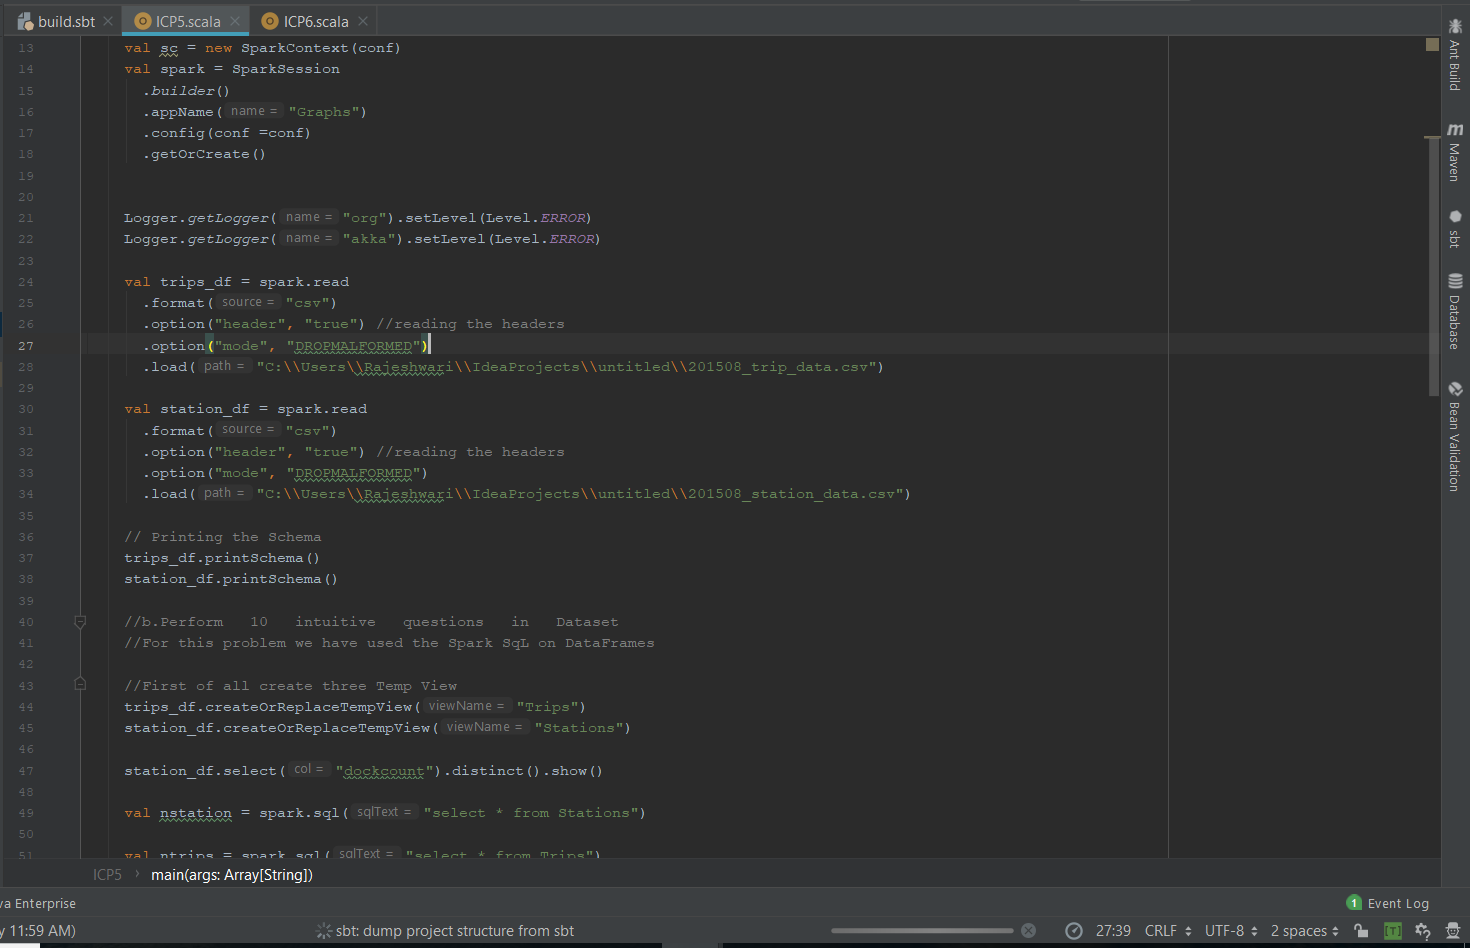 build.sbt ICP5.scala ICP6.scala
13 val sc = new SparkContext(conf)
14 val spark = SparkSession
15 .builder()
16 .appName( name = "Graphs")
17 .config(conf =conf)
18 .getOrCreate()
19
20
21 Logger.getLogger( name = "org").setLevel(Level.ERROR)
22 Logger.getLogger( name = "akka").setLevel(Level.ERROR)
23
24 val trips_df = spark.read
25 .format( source = "csv")
26 .option("header", "true") //reading the headers
27 .option("mode", "DROPMALFORMED")
28 .load( path = "C:\\Users\\Rajeshwari\\IdeaProjects\\untitled\\201508_trip_data.csv")
29
30 val station_df = spark.read
31 .format( source = "csv")
32 .option("header", "true") //reading the headers
33 .option("mode", "DROPMALFORMED")
34 .load( path = "C:\\Users\\Rajeshwari\\IdeaProjects\\untitled\\201508_station_data.csv")
35
36 // Printing the Schema
37 trips_df.printSchema()
38 station_df.printSchema()
39
40 //b.Perform 10 intuitive questions in Dataset
41 //For this problem we have used the Spark SqL on DataFrames
42
43 //First of all create three Temp View
44 trips_df.createOrReplaceTempView( viewName = "Trips")
45 station_df.createOrReplaceTempView( viewName = "Stations")
46
47 station_df.select( col = "dockcount").distinct().show()
48
49 val nstation = spark.sql( sqlText = "select * from Stations")
50
51 val ntrips = spark.sql( sqlText = "select * from Trips")
ICP5 › main(args: Array[String])
va Enterprise
1 Event Log
y 11:59 AM) sbt: dump project structure from sbt 27:39 CRLF UTF-8 2 spaces [T]
Ant Build
m Maven
sbt
Database
Bean Validation